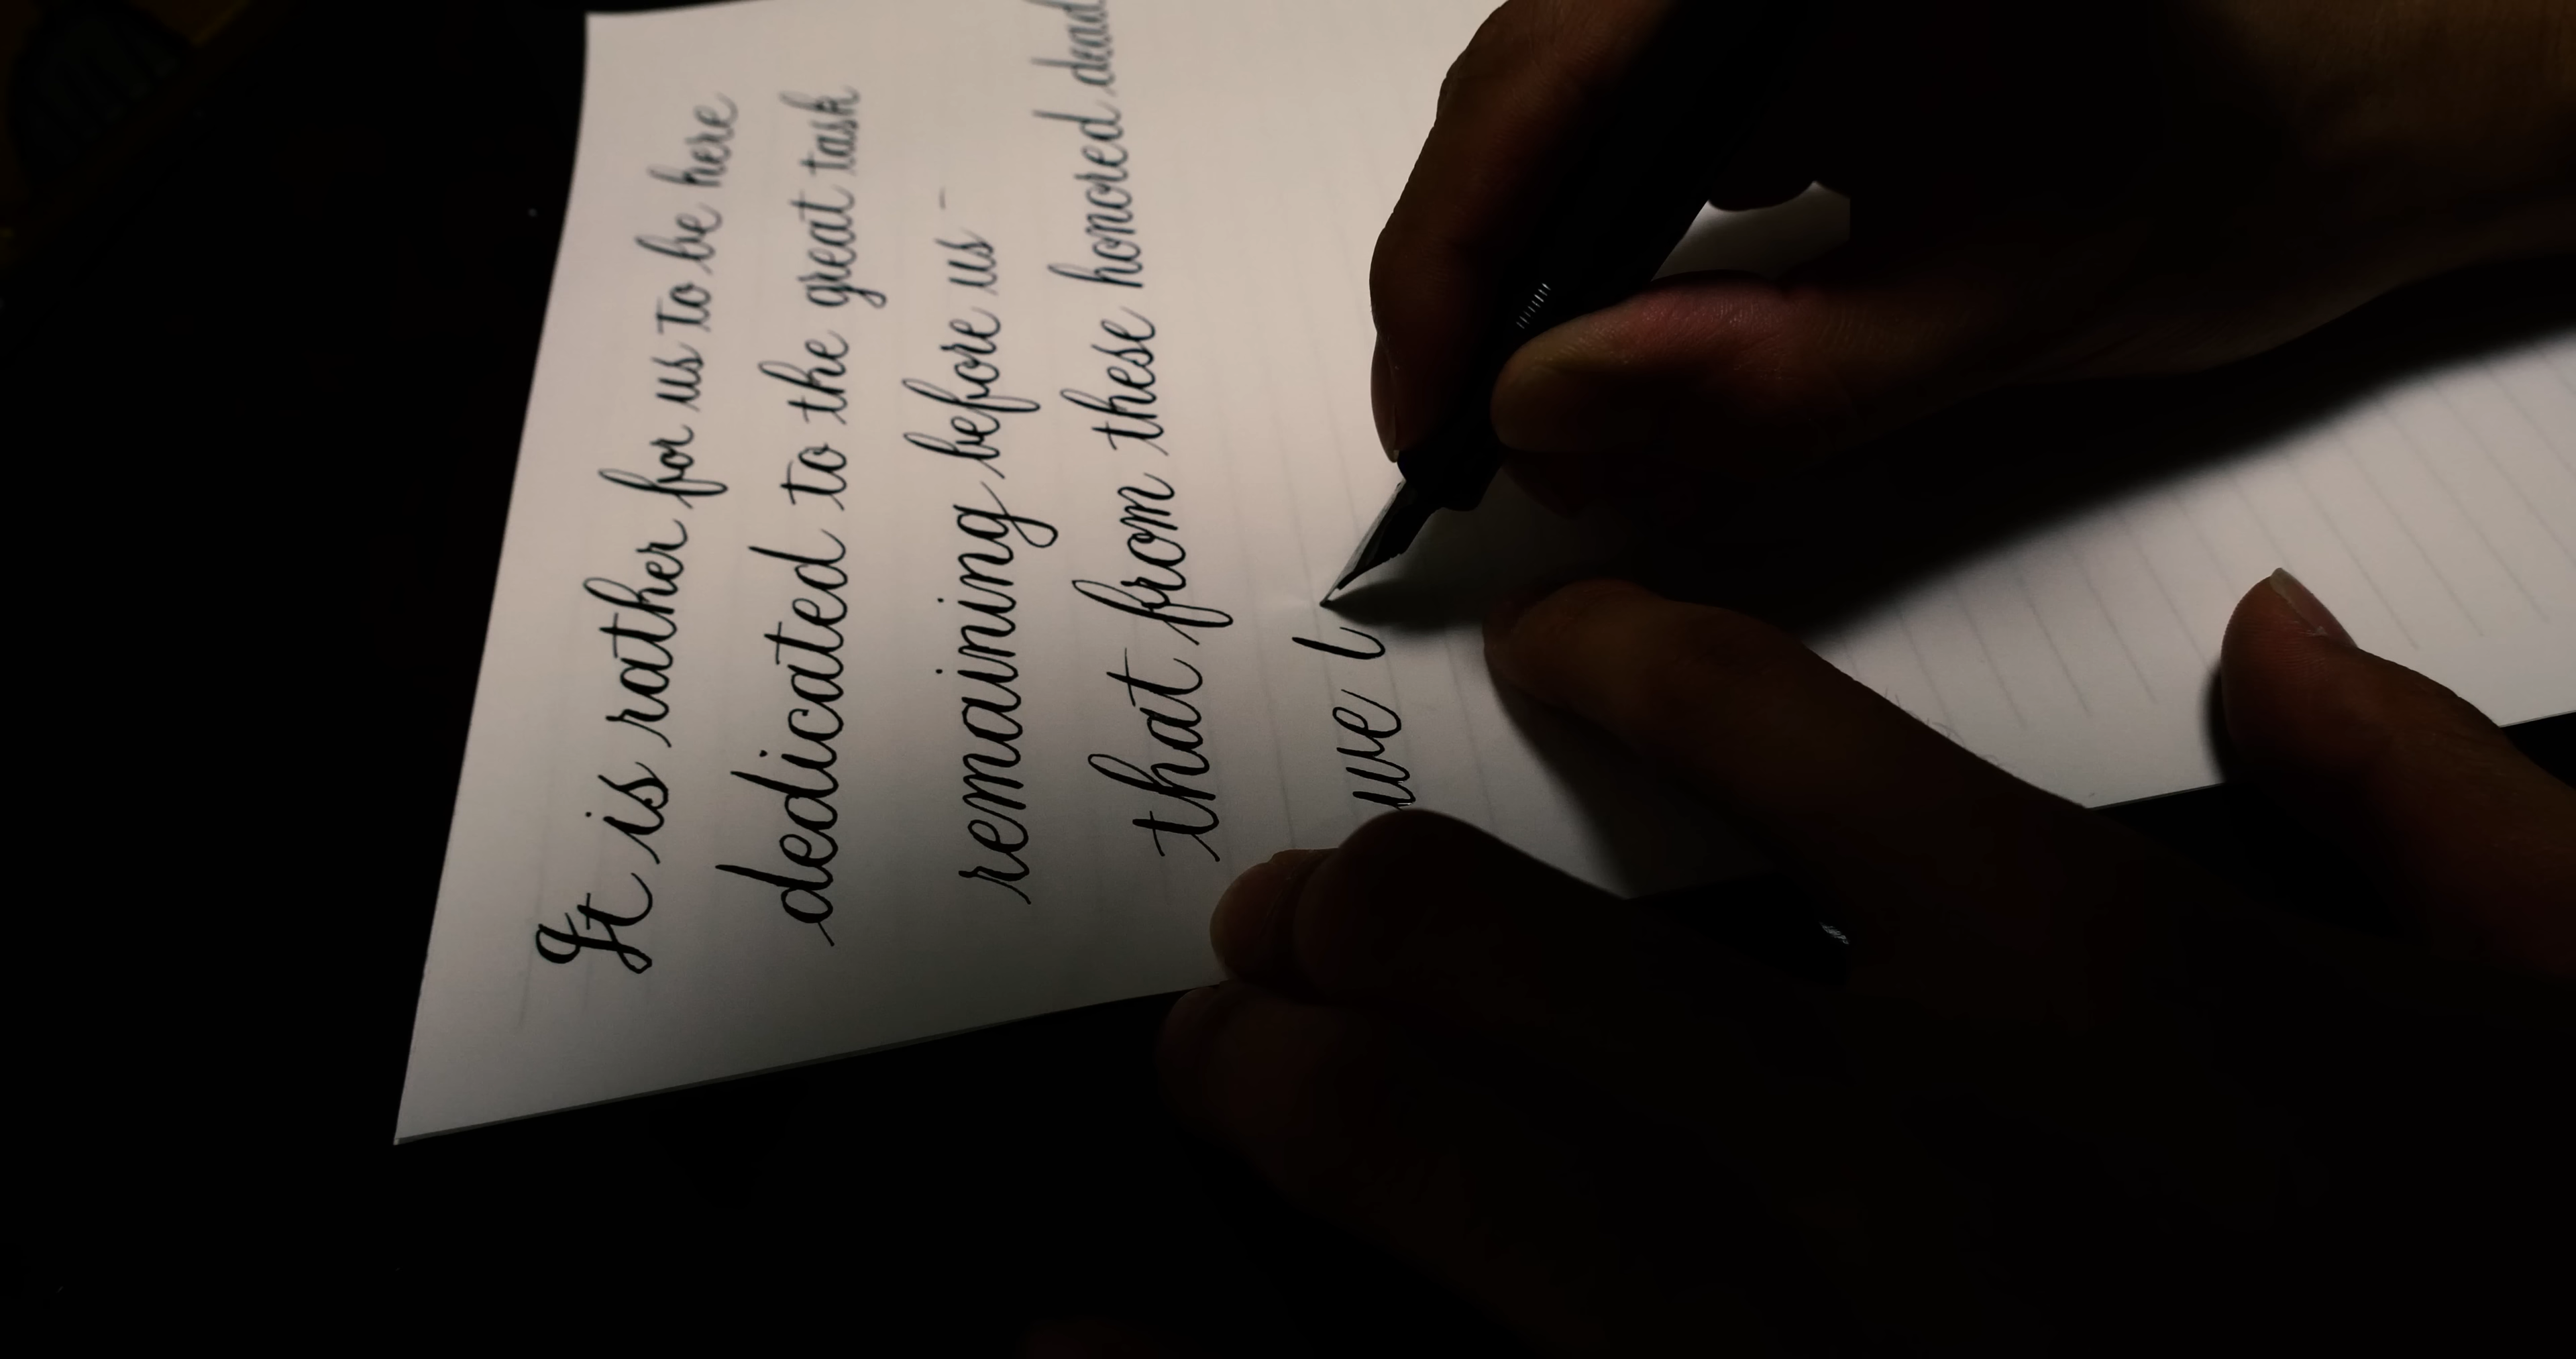 It is rather for us to be here
dedicated to the great task
remaining before us -
that from these honored dead
we